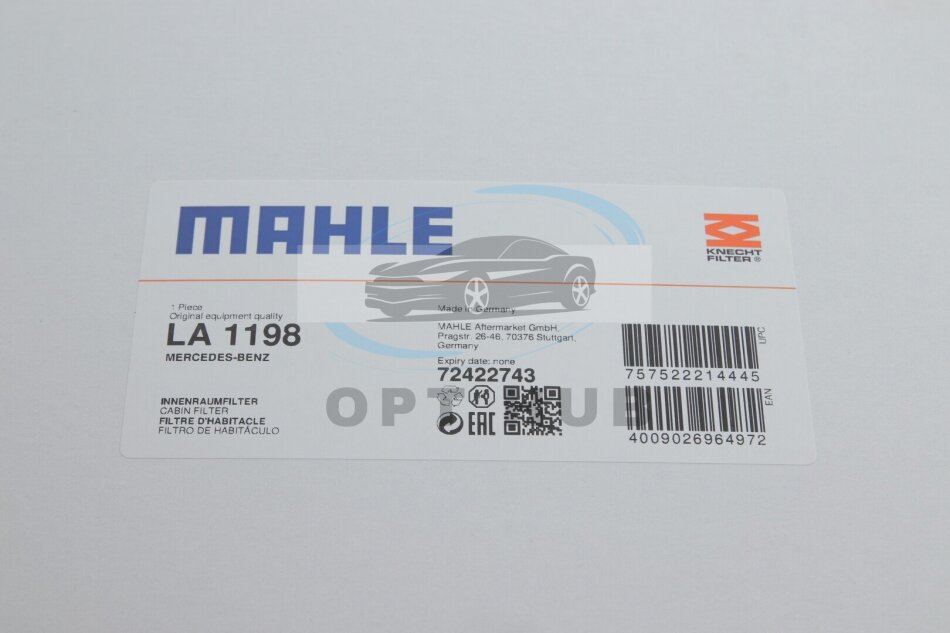 MAHLE
KNECHT
FILTER®
1 Piece
Original equipment quality
LA 1198
MERCEDES-BENZ
Made in Germany
MAHLE Aftermarket GmbH,
Pragstr. 26-46, 70376 Stuttgart,
Germany
Expiry date: none
72422743
INNENRAUMFILTER
CABIN FILTER
FILTRE D'HABITACLE
FILTRO DE HABITÁCULO
EAC
UPC
757522214445
EAN
4009026964972